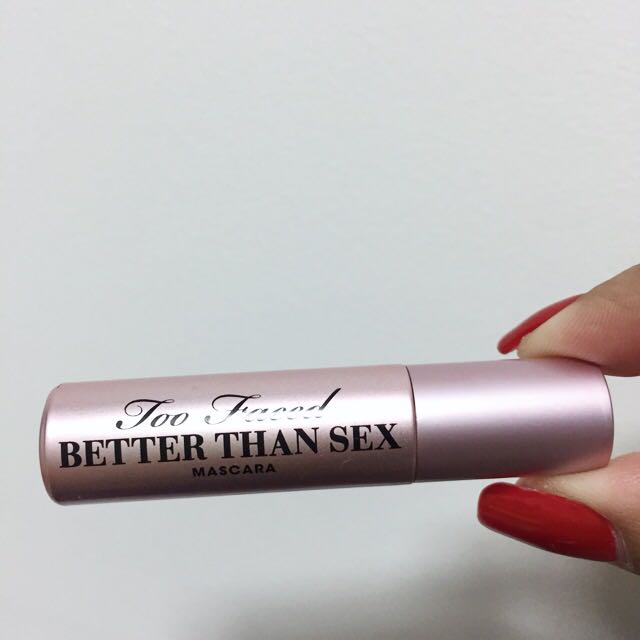 Too Faced
BETTER THAN SEX
MASCARA